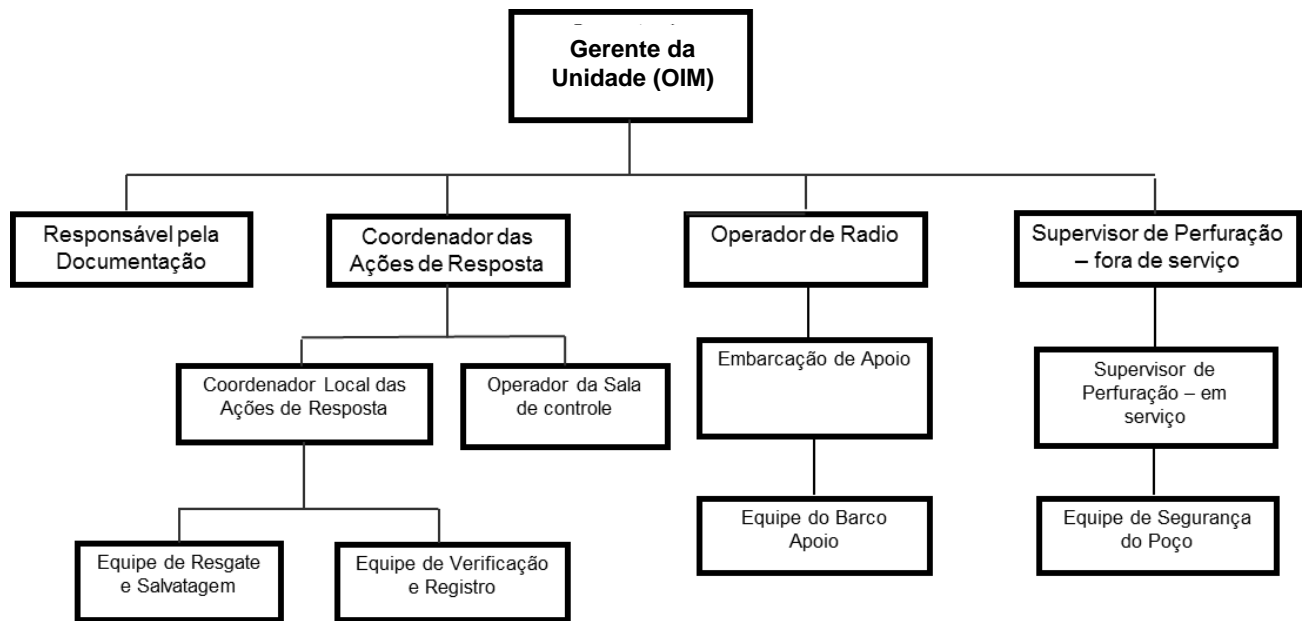 Gerente da
Unidade (OIM)
Responsável pela
Documentação
Coordenador das
Ações de Resposta
Operador de Radio
Supervisor de Perfuração
– fora de serviço
Coordenador Local das
Ações de Resposta
Operador da Sala
de controle
Embarcação de Apoio
Supervisor de
Perfuração – em
serviço
Equipe de Resgate
e Salvatagem
Equipe de Verificação
e Registro
Equipe do Barco
Apoio
Equipe de Segurança
do Poço